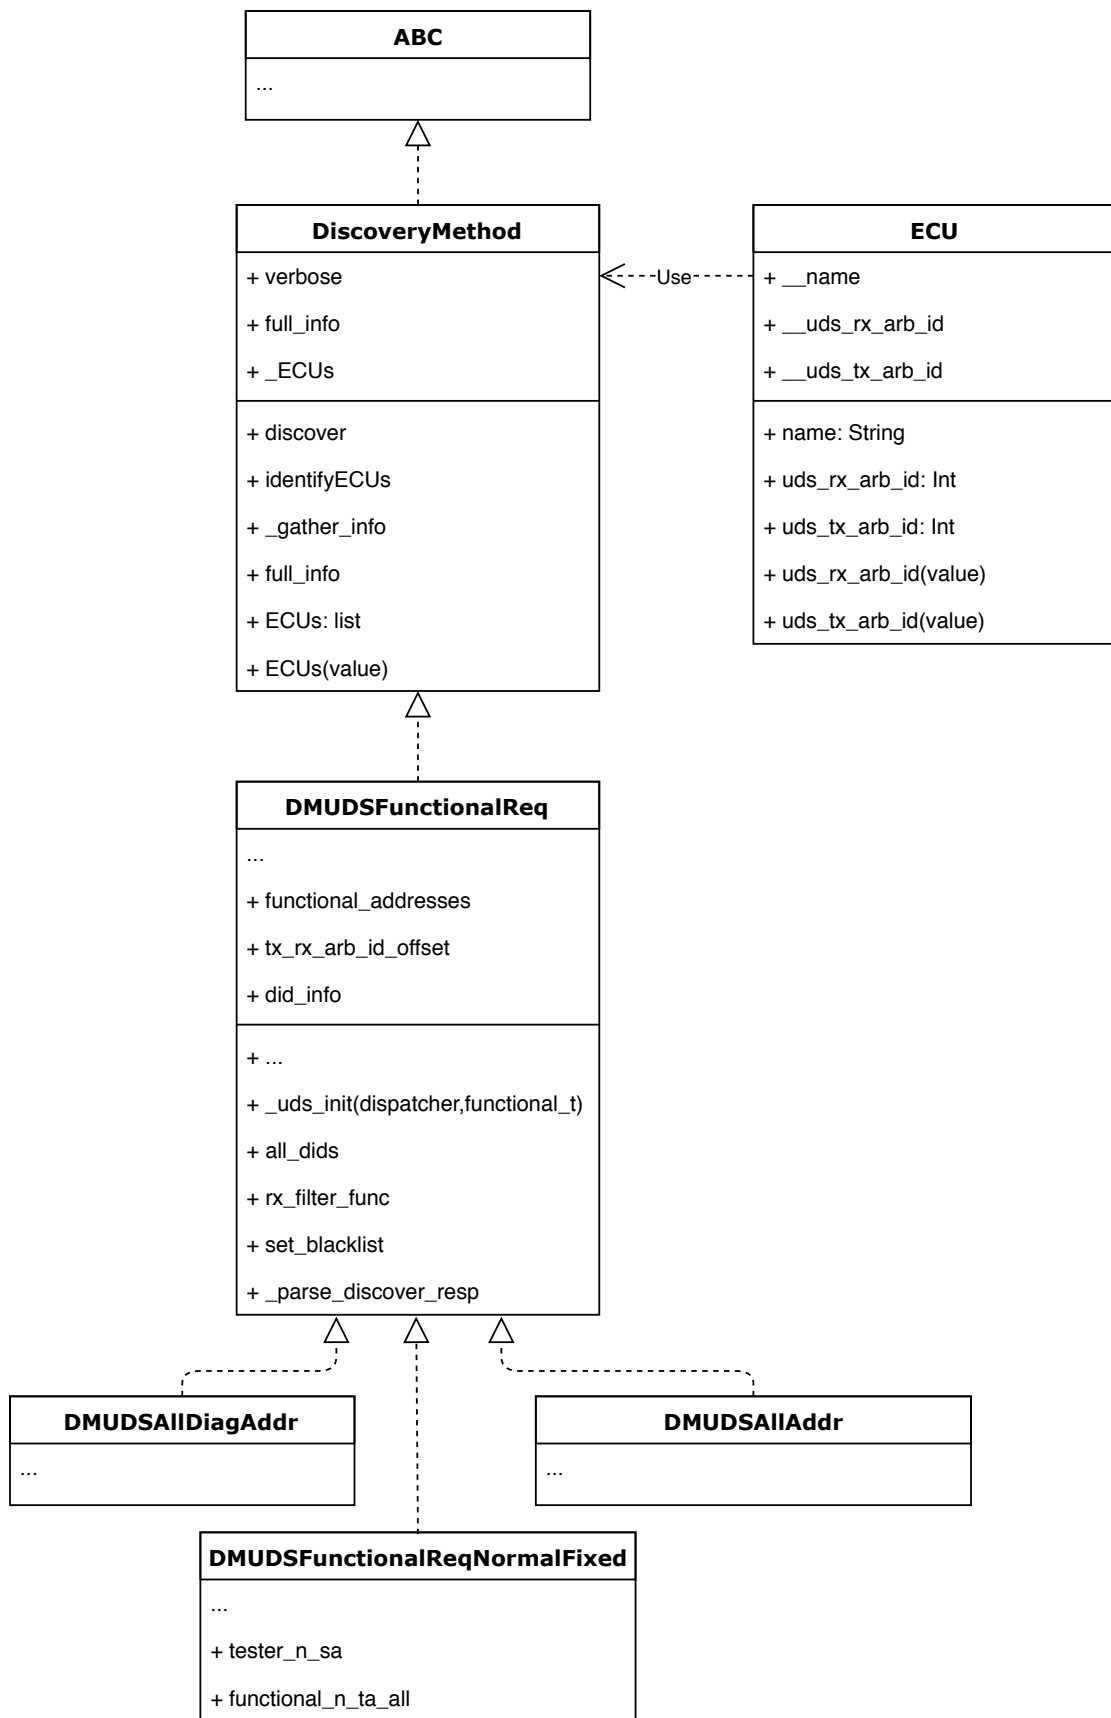 ABC
...
DiscoveryMethod
+ verbose
+ full_info
+ _ECUs
+ discover
+ identifyECUs
+ _gather_info
+ full_info
+ ECUs: list
+ ECUs(value)
Use
ECU
+ __name
+ __uds_rx_arb_id
+ __uds_tx_arb_id
+ name: String
+ uds_rx_arb_id: Int
+ uds_tx_arb_id: Int
+ uds_rx_arb_id(value)
+ uds_tx_arb_id(value)
DMUDSFunctionalReq
...
+ functional_addresses
+ tx_rx_arb_id_offset
+ did_info
+ ...
+ _uds_init(dispatcher,functional_t)
+ all_dids
+ rx_filter_func
+ set_blacklist
+ _parse_discover_resp
DMUDSAllDiagAddr
...
DMUDSAllAddr
...
DMUDSFunctionalReqNormalFixed
...
+ tester_n_sa
+ functional_n_ta_all